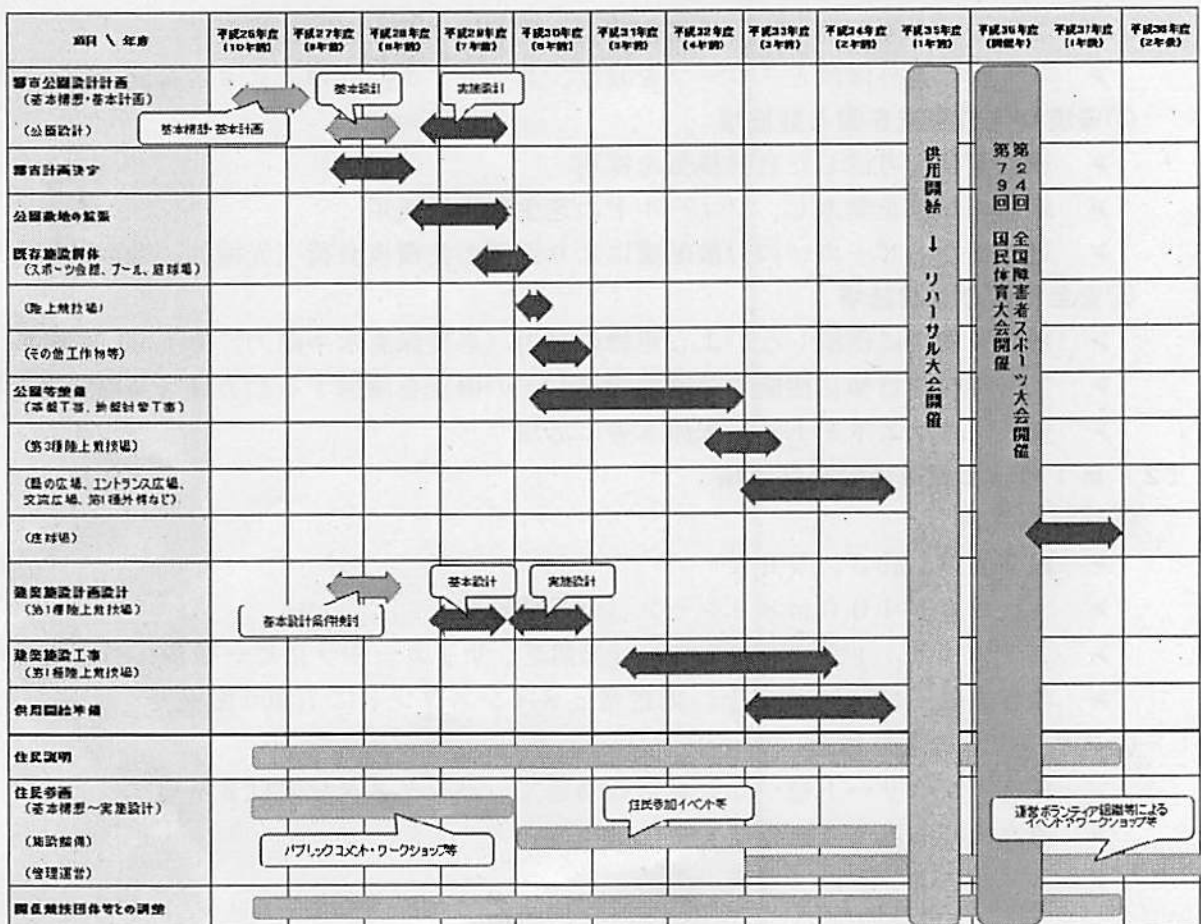 項目 \ 年度
平成26年度 平成27年度 平成28年度 平成29年度 平成30年度 平成31年度 平成32年度 平成33年度 平成34年度 平成35年度 平成36年度 平成37年度 平成38年度
(10年前) (9年前) (8年前) (7年前) (6年前) (5年前) (4年前) (3年前) (2年前) (1年前) (開催年) (1年後) (2年後)
都市公園設計計画
(基本構想・基本計画)
基本設計
実施設計
(公園設計)
基本構想・基本計画
都市計画決定
公園敷地の拡張
既存施設解体
(スポーツ会館、プール、庭球場)
(陸上競技場)
(その他工作物等)
公園等整備
(基盤工事、地盤対策工事)
(第3種陸上競技場)
(顔の広場、エントランス広場、
交流広場、第1種外構など)
(庭球場)
建築施設計画設計
(第1種陸上競技場)
基本設計
実施設計
基本設計条件検討
建築施設工事
(第1種陸上競技場)
供用開始準備
供用開始 → リハーサル大会開催
第24回 全国障害者スポーツ大会開催
第79回 国民体育大会開催
住民説明
住民参画
(基本構想~実施設計)
住民参加イベント等
(施設整備)
パブリックコメント・ワークショップ等
運営ボランティア組織等による
イベントやワークショップ等
(管理運営)
関係競技団体等との調整